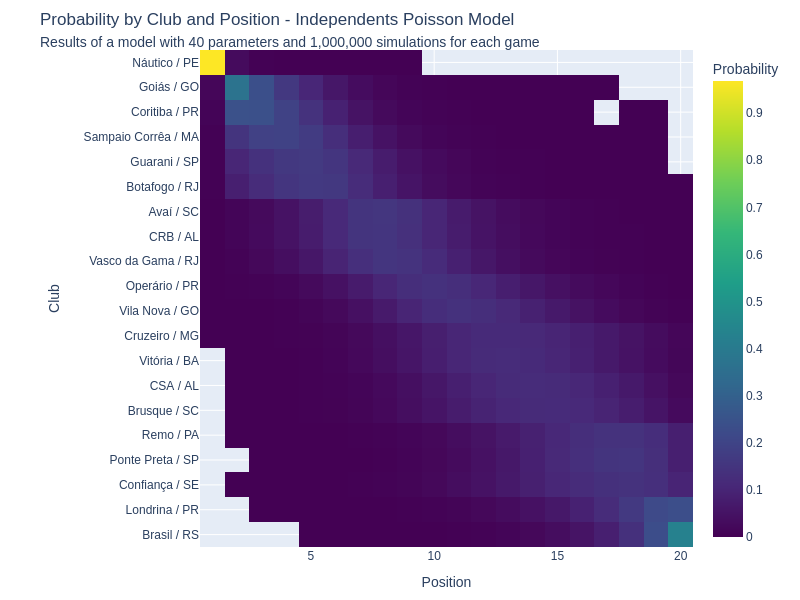 Probability by Club and Position - Independents Poisson Model
Results of a model with 40 parameters and 1,000,000 simulations for each game
Probability
Náutico / PE
Goiás / GO
Coritiba / PR
Sampaio Corrêa / MA
Guarani / SP
Botafogo / RJ
Avaí / SC
CRB / AL
Vasco da Gama / RJ
Operário / PR
Vila Nova / GO
Cruzeiro / MG
Vitória / BA
CSA / AL
Brusque / SC
Remo / PA
Ponte Preta / SP
Confiança / SE
Londrina / PR
Brasil / RS
Club
5
10
15
20
Position
0.9
0.8
0.7
0.6
0.5
0.4
0.3
0.2
0.1
0